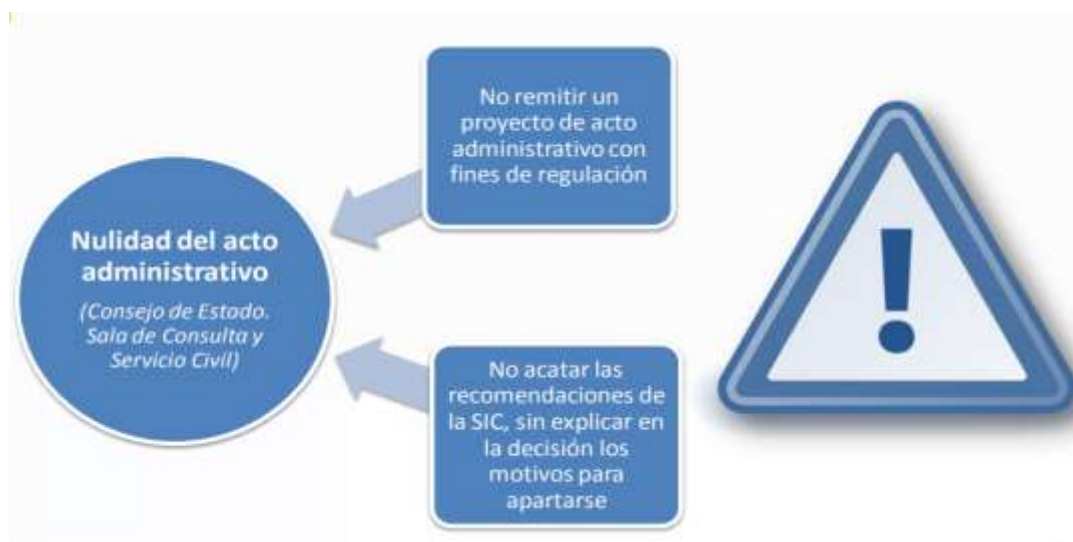 No remitir un
proyecto de acto
administrativo con
fines de regulación
Nulidad del acto
administrativo
(Consejo de Estado.
Sala de Consulta y
Servicio Civil)
No acatar las
recomendaciones de
la SIC, sin explicar en
la decisión los
motivos para
apartarse
!